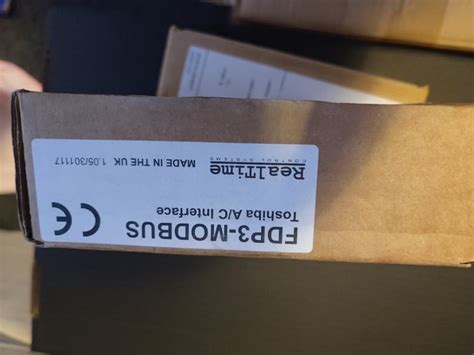 FDP3-MODBUS
Toshiba A/C Interface
RealTime
CONTROL SYSTEMS
MADE IN THE UK   1.05/301117
CE